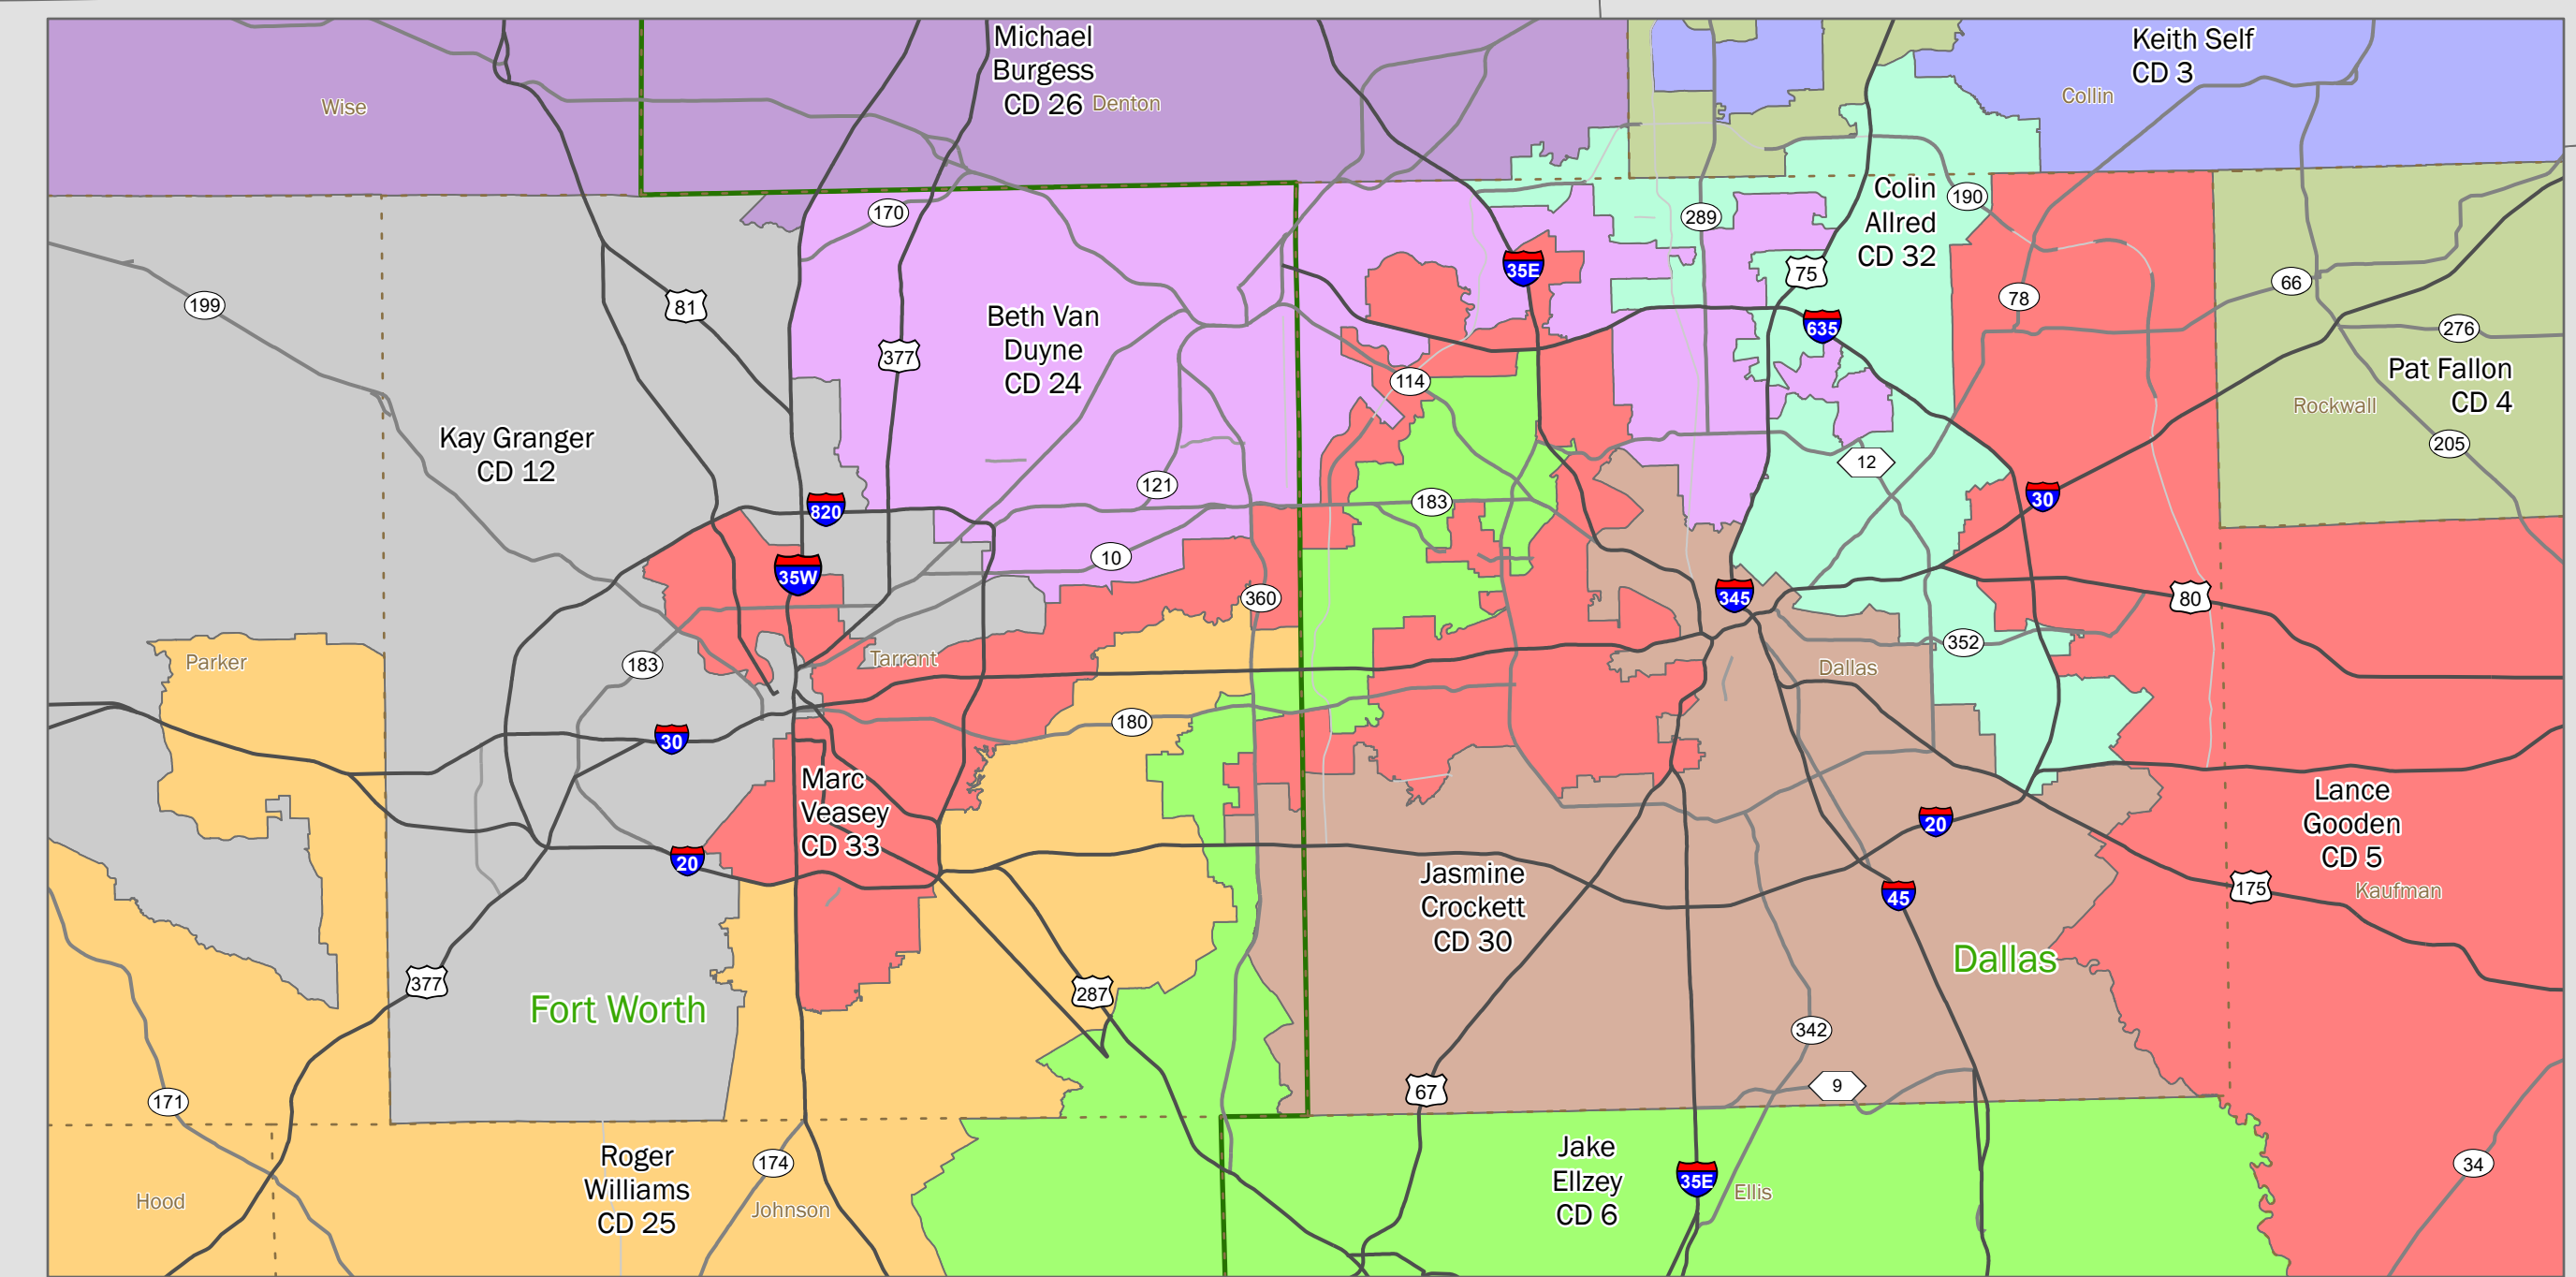 Michael
Burgess
CD 26
Denton
Wise
Keith Self
CD 3
Collin
Colin
Allred
CD 32
190
170
289
75
35E
78
66
199
81
635
276
Beth Van
Duyne
CD 24
377
114
Pat Fallon
CD 4
Rockwall
205
Kay Granger
CD 12
12
121
183
30
820
10
35W
360
345
80
Parker
183
Tarrant
352
Dallas
180
30
Marc
Veasey
CD 33
Lance
Gooden
CD 5
20
20
Jasmine
Crockett
CD 30
175
Kaufman
45
Dallas
377
287
Fort Worth
342
171
67
9
Roger
Williams
CD 25
174
Johnson
Hood
Jake
Ellzey
CD 6
35E
Ellis
34